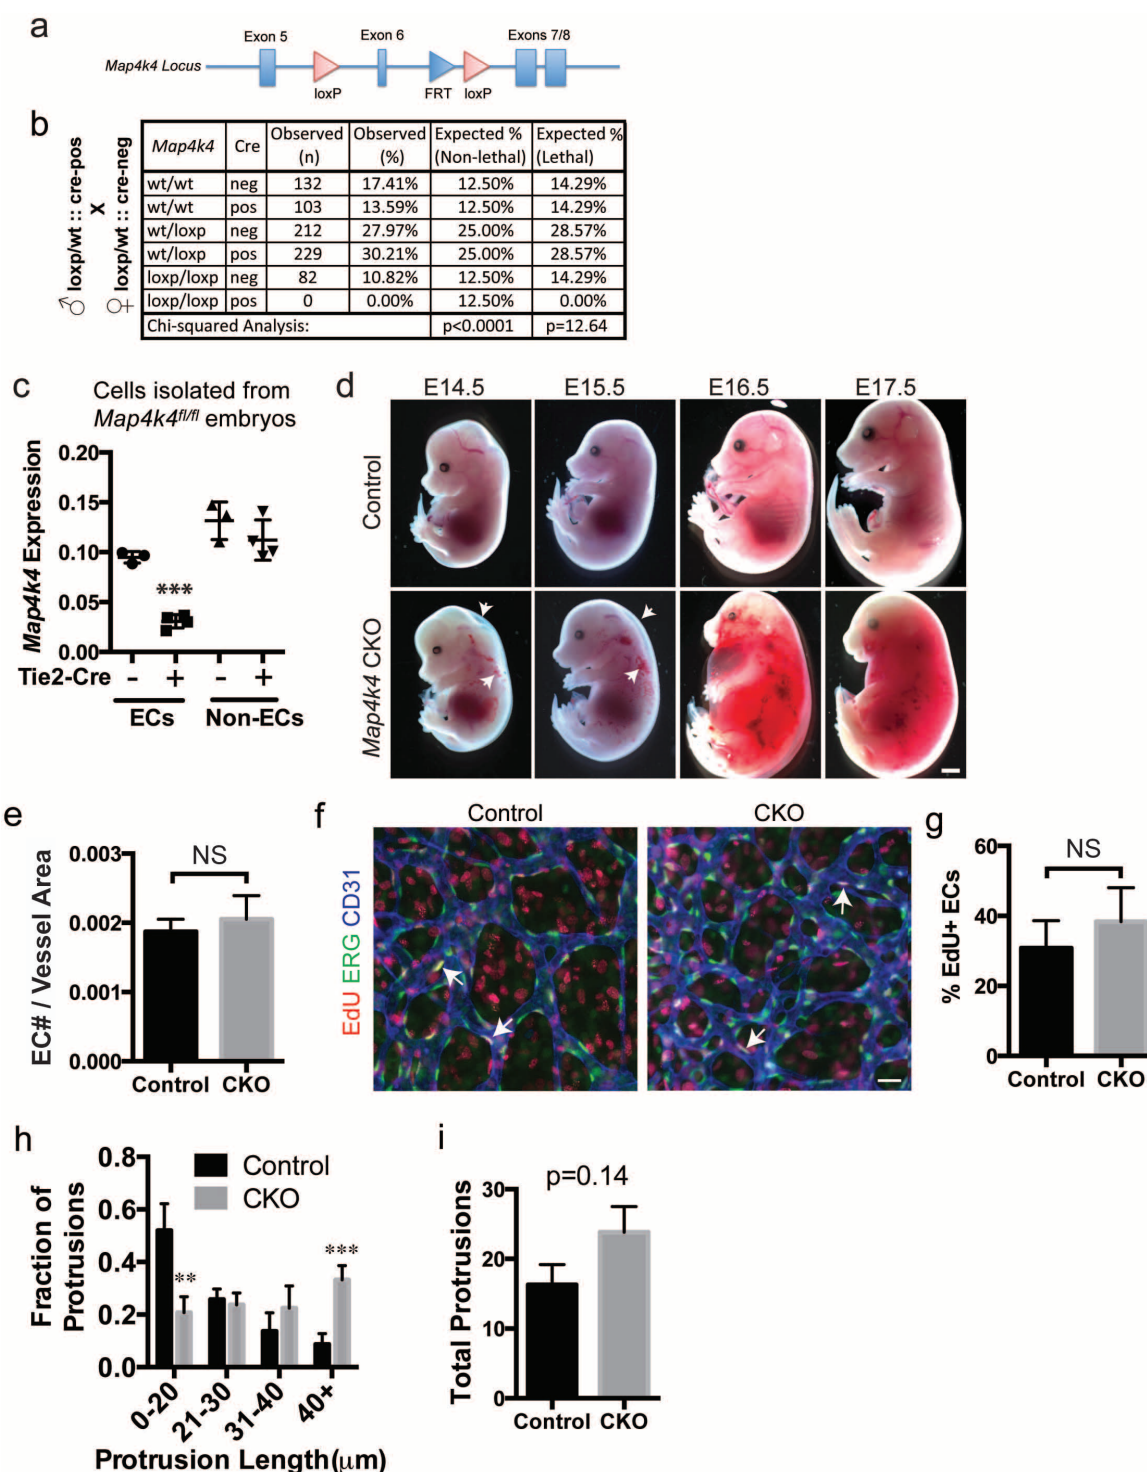 a
Exon 5 Exon 6 Exons 7/8
Map4k4 Locus
loxP FRT loxP
b
♂ loxp/wt :: cre-pos
X
♀ loxp/wt :: cre-neg
Map4k4 Cre Observed (n) Observed (%) Expected % (Non-lethal) Expected % (Lethal)
wt/wt neg 132 17.41% 12.50% 14.29%
wt/wt pos 103 13.59% 12.50% 14.29%
wt/loxp neg 212 27.97% 25.00% 28.57%
wt/loxp pos 229 30.21% 25.00% 28.57%
loxp/loxp neg 82 10.82% 12.50% 14.29%
loxp/loxp pos 0 0.00% 12.50% 0.00%
Chi-squared Analysis: p<0.0001 p=12.64
c
Cells isolated from
Map4k4fl/fl embryos
Map4k4 Expression
0.20
0.15
0.10
0.05
0.00
***
Tie2-Cre - + - +
ECs Non-ECs
d
E14.5 E15.5 E16.5 E17.5
Control
Map4k4 CKO
e
EC# / Vessel Area
0.003
0.002
0.001
0.000
NS
Control CKO
f
Control CKO
EdU ERG CD31
g
% EdU+ ECs
60
40
20
0
NS
Control CKO
h
Fraction of
Protrusions
0.8
0.6
0.4
0.2
0.0
Control
CKO
**
***
0-20 21-30 31-40 40+
Protrusion Length(μm)
i
p=0.14
Total Protrusions
30
20
10
0
Control CKO